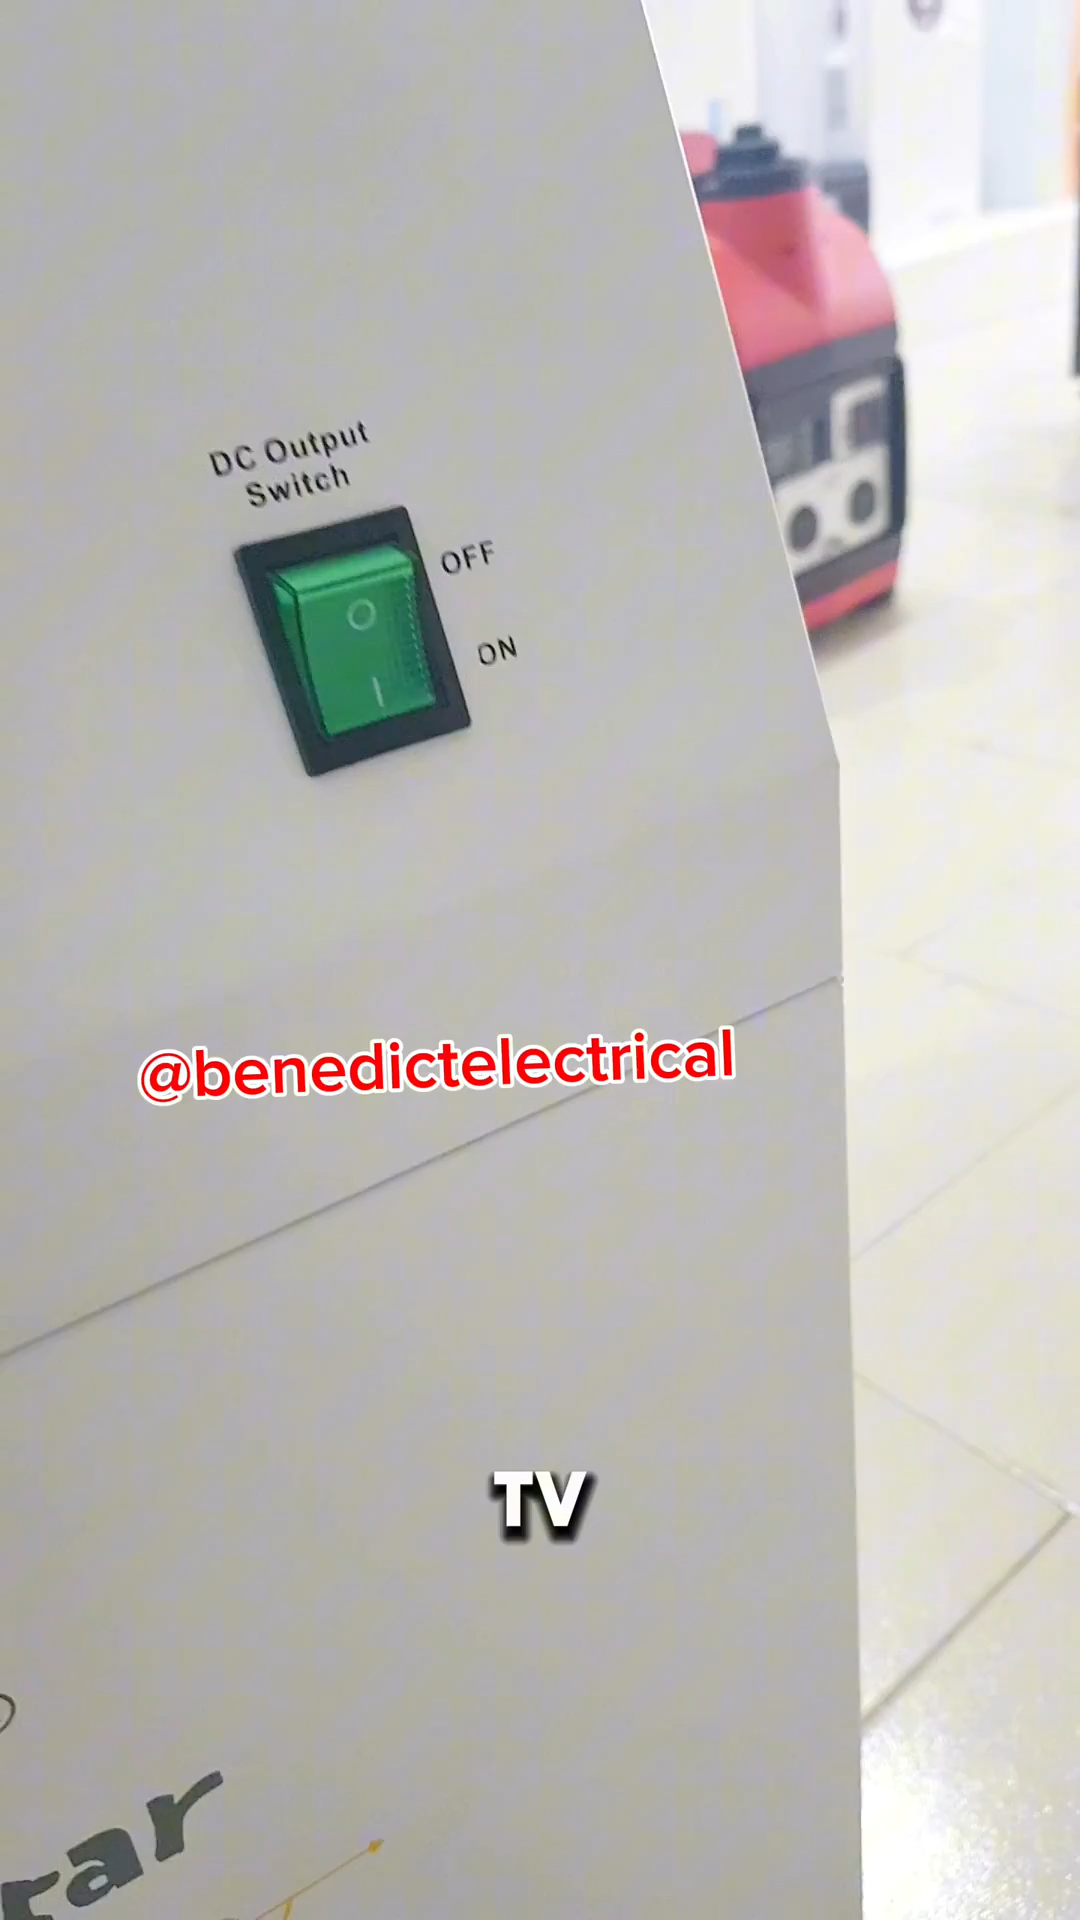 DC Output
Switch
OFF
ON
@benedictelectrical
TV